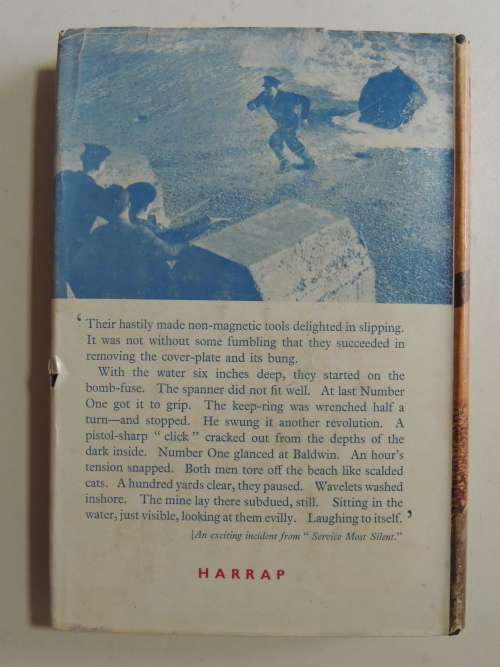 ‘Their hastily made non-magnetic tools delighted in slipping.
It was not without some fumbling that they succeeded in
removing the cover-plate and its bung.
With the water six inches deep, they started on the
bomb-fuse. The spanner did not fit well. At last Number
One got it to grip. The keep-ring was wrenched half a
turn—and stopped. He swung it another revolution. A
pistol-sharp “ click ” cracked out from the depths of the
dark inside. Number One glanced at Baldwin. An hour's
tension snapped. Both men tore off the beach like scalded
cats. A hundred yards clear, they paused. Wavelets washed
inshore. The mine lay there subdued, still. Sitting in the
water, just visible, looking at them evilly. Laughing to itself.’
[An exciting incident from “ Service Most Silent.”
HARRAP